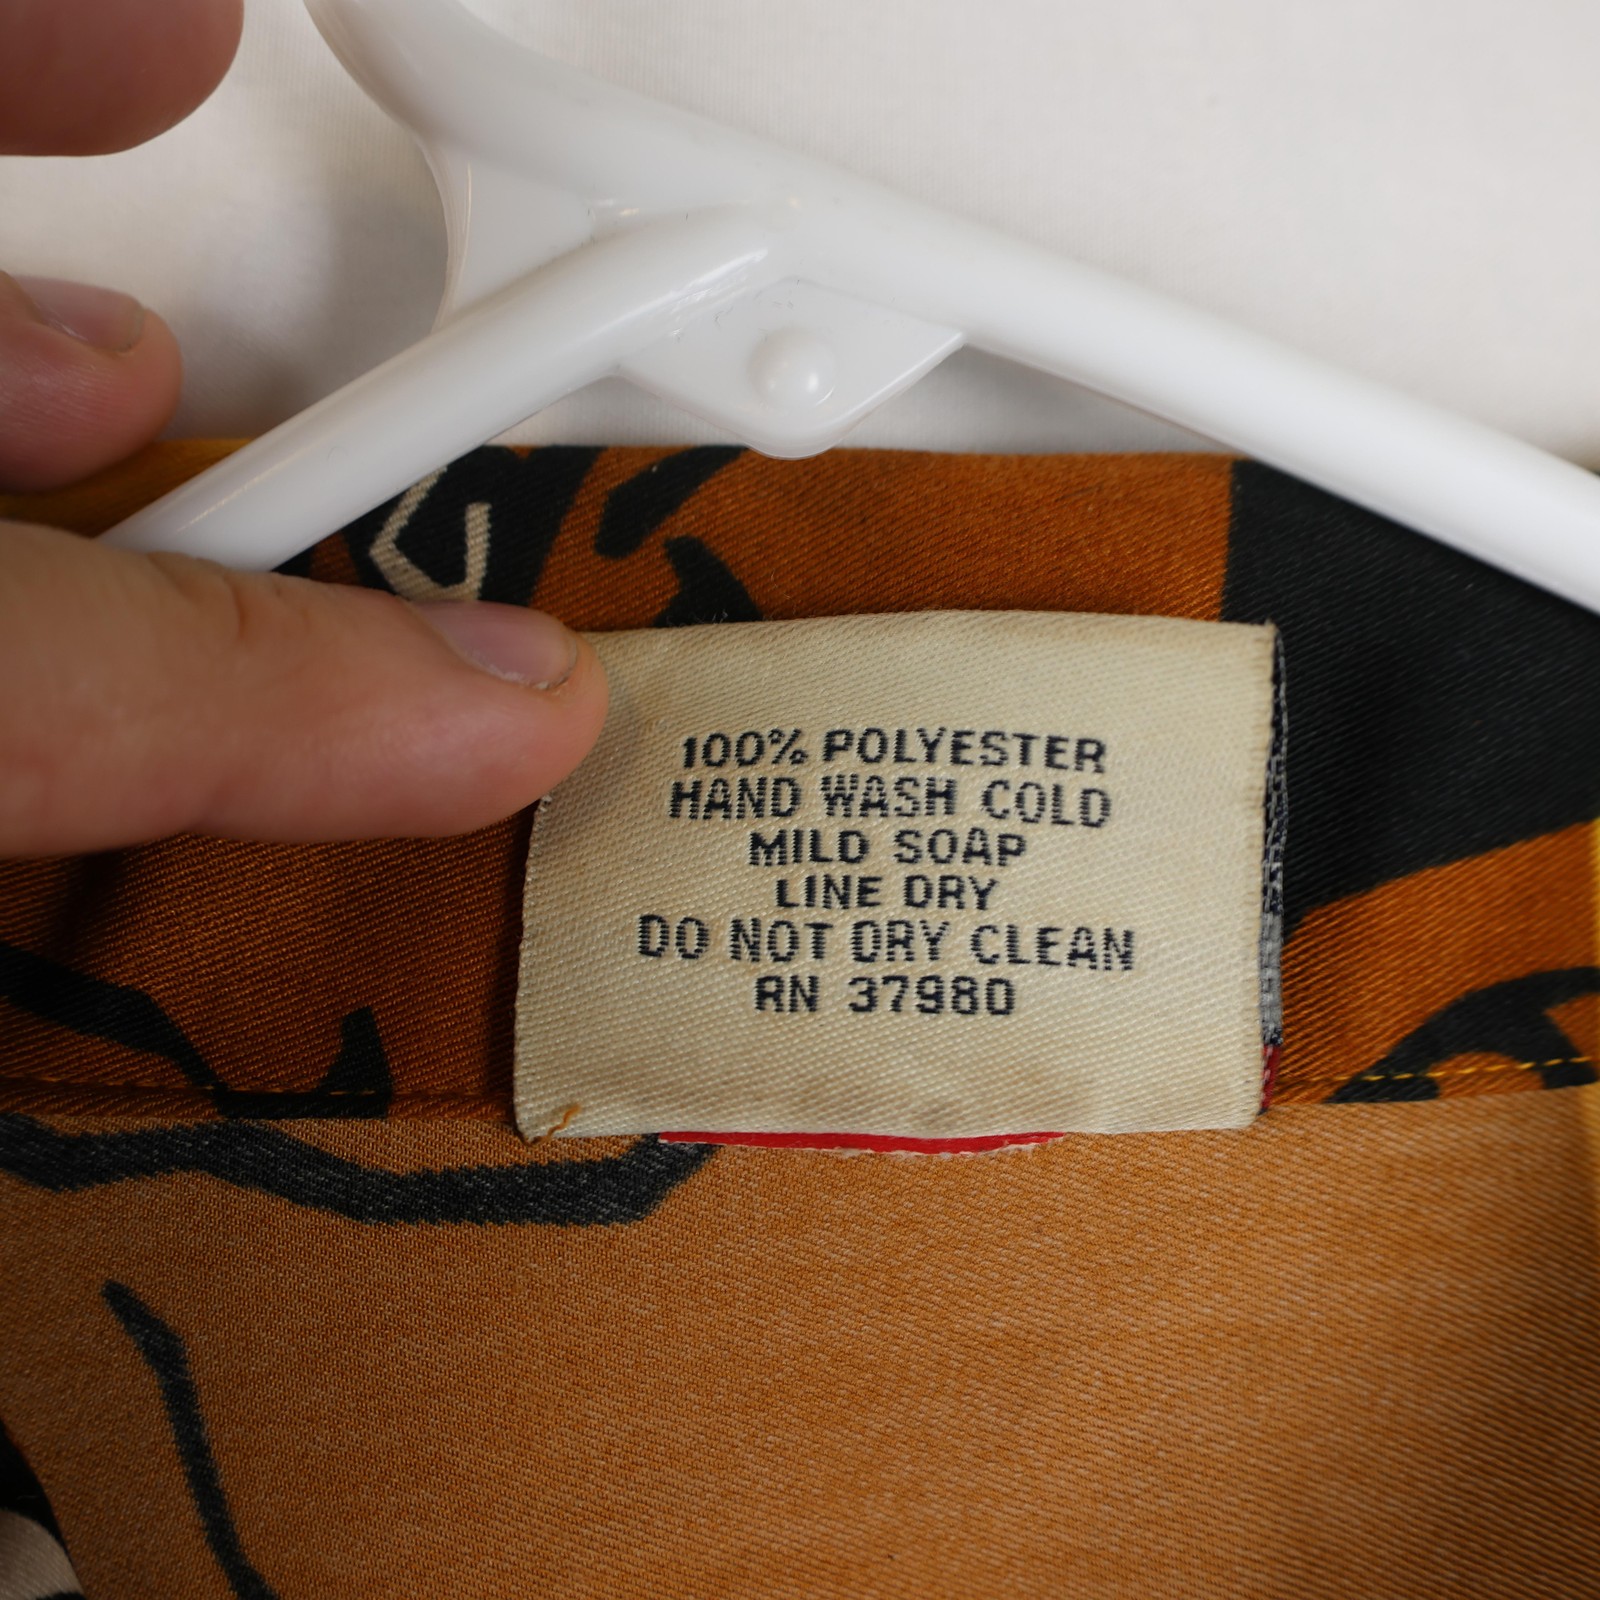 100% POLYESTER
HAND WASH COLD
MILD SOAP
LINE DRY
DO NOT DRY CLEAN
RN 37980